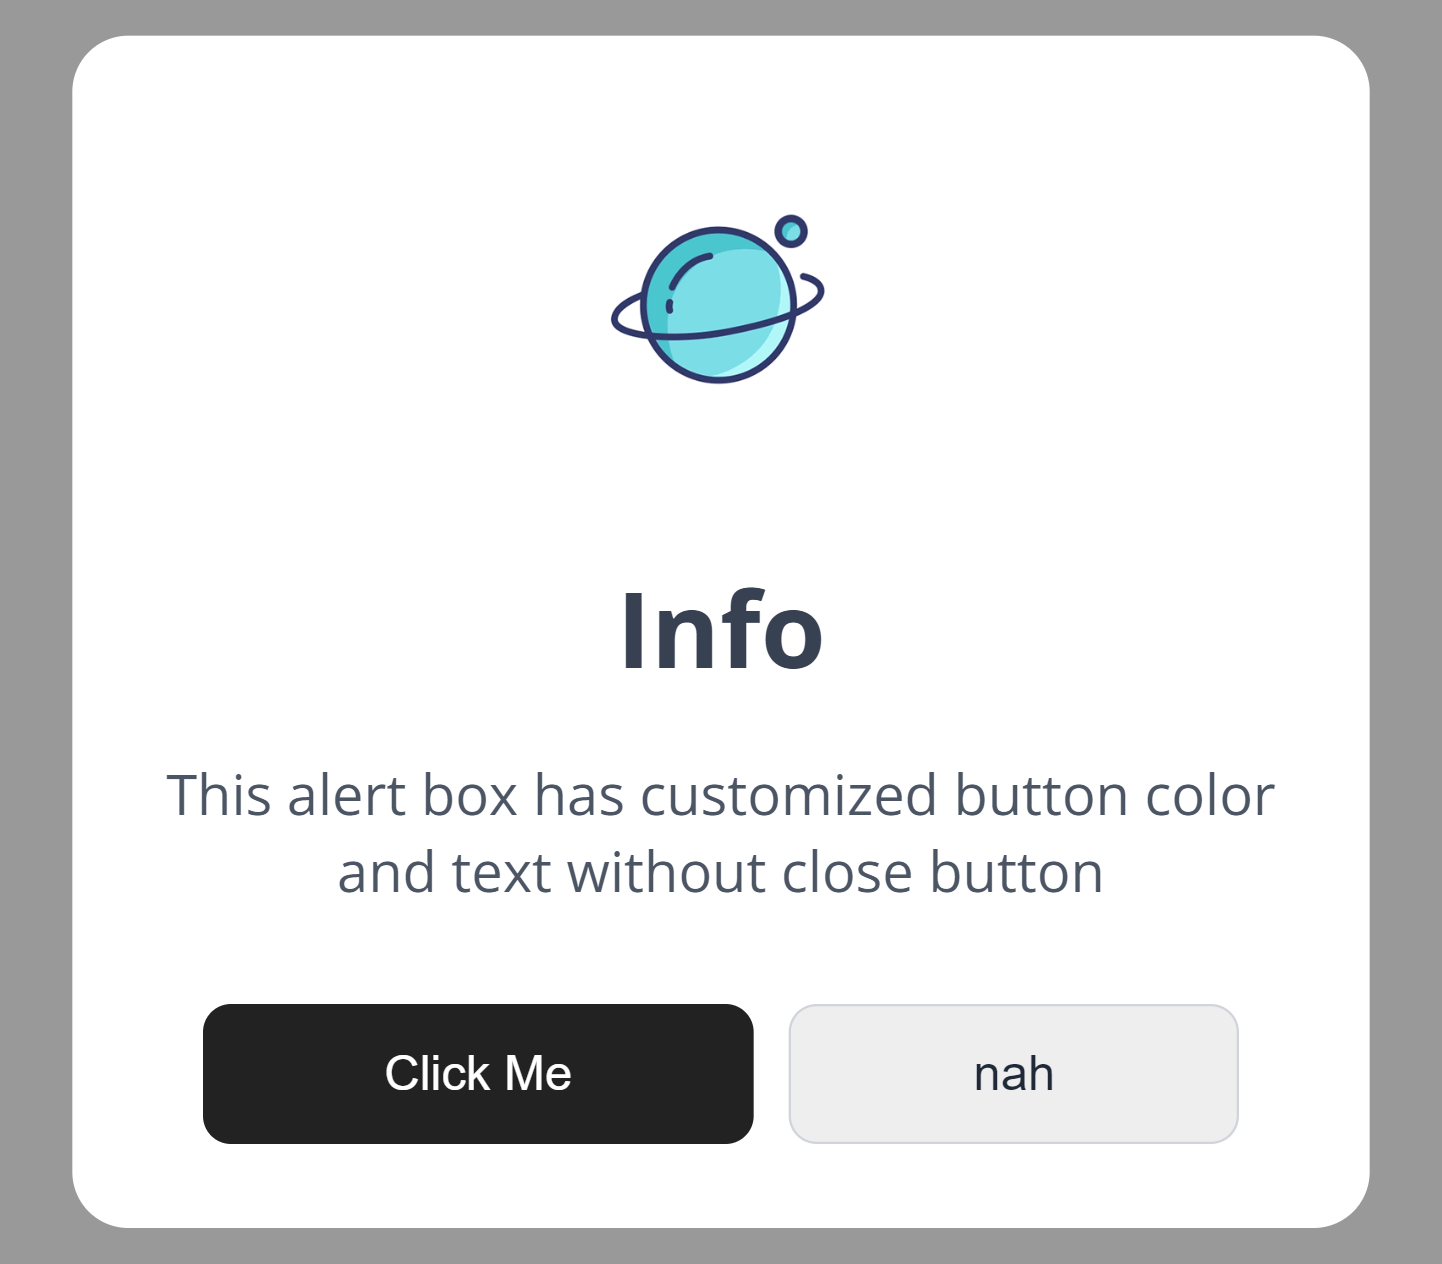 Info
This alert box has customized button color
and text without close button
Click Me
nah